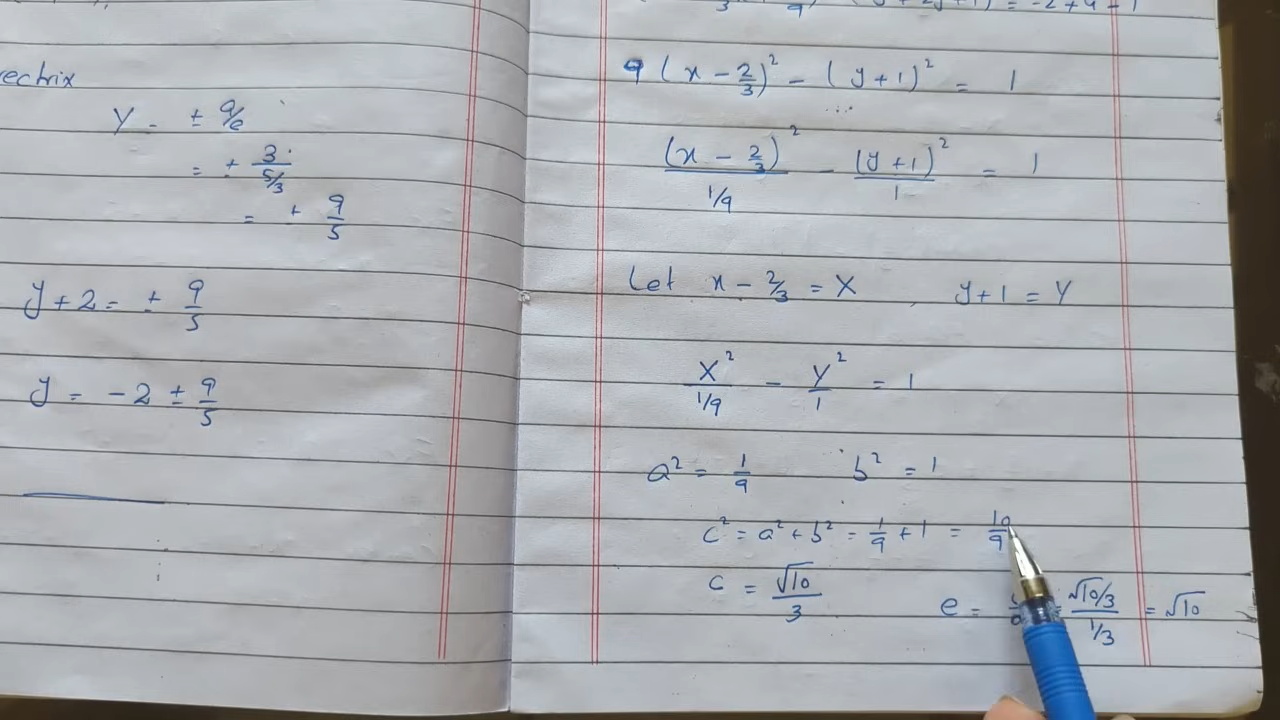 rectrix
Y = ± a/e
= ± 3/(5/3)
= ± 9/5
y + 2 = ± 9/5
y = -2 ± 9/5
9 (x - 2/3)² - (y + 1)² = 1
(x - 2/3)²/(1/9) - (y + 1)²/1 = 1
Let x - 2/3 = X , y + 1 = Y
X²/(1/9) - Y²/1 = 1
a² = 1/9 b² = 1
c² = a² + b² = 1/9 + 1 = 10/9
c = √10/3 e = = (√10/3)/(1/3) = √10